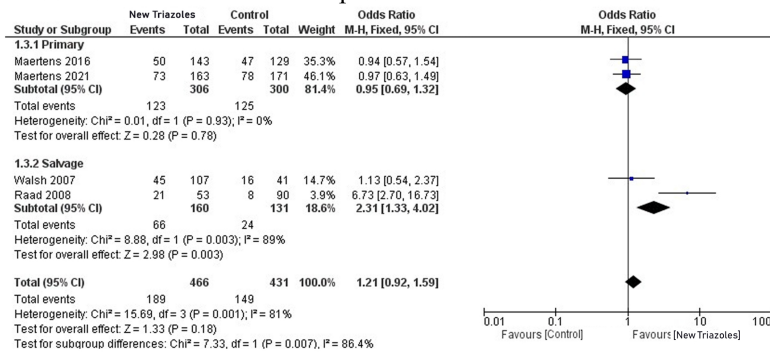 New Triazoles Control Odds Ratio Odds Ratio
Study or Subgroup Events Total Events Total Weight M-H, Fixed, 95% CI M-H, Fixed, 95% CI
1.3.1 Primary
Maertens 2016 50 143 47 129 35.3% 0.94 [0.57, 1.54]
Maertens 2021 73 163 78 171 46.1% 0.97 [0.63, 1.49]
Subtotal (95% CI) 306 300 81.4% 0.95 [0.69, 1.32]
Total events 123 125
Heterogeneity: Chi² = 0.01, df = 1 (P = 0.93); I² = 0%
Test for overall effect: Z = 0.28 (P = 0.78)
1.3.2 Salvage
Walsh 2007 45 107 16 41 14.7% 1.13 [0.54, 2.37]
Raad 2008 21 53 8 90 3.9% 6.73 [2.70, 16.73]
Subtotal (95% CI) 160 131 18.6% 2.31 [1.33, 4.02]
Total events 66 24
Heterogeneity: Chi² = 8.88, df = 1 (P = 0.003); I² = 89%
Test for overall effect: Z = 2.98 (P = 0.003)
Total (95% CI) 466 431 100.0% 1.21 [0.92, 1.59]
Total events 189 149
Heterogeneity: Chi² = 15.69, df = 3 (P = 0.001); I² = 81%
Test for overall effect: Z = 1.33 (P = 0.18)
Test for subgroup differences: Chi² = 7.33, df = 1 (P = 0.007), I² = 86.4%
0.01 0.1 1 10 100
Favours [Control] Favours [New Triazoles]